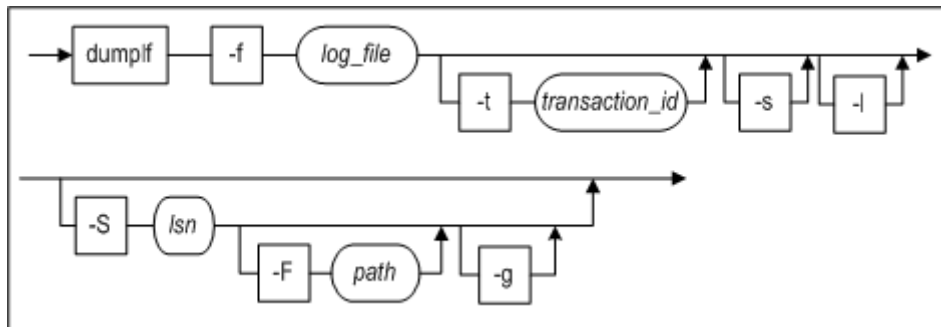 dumplf -f log_file
-t transaction_id -s -l
-S lsn
-F path -g